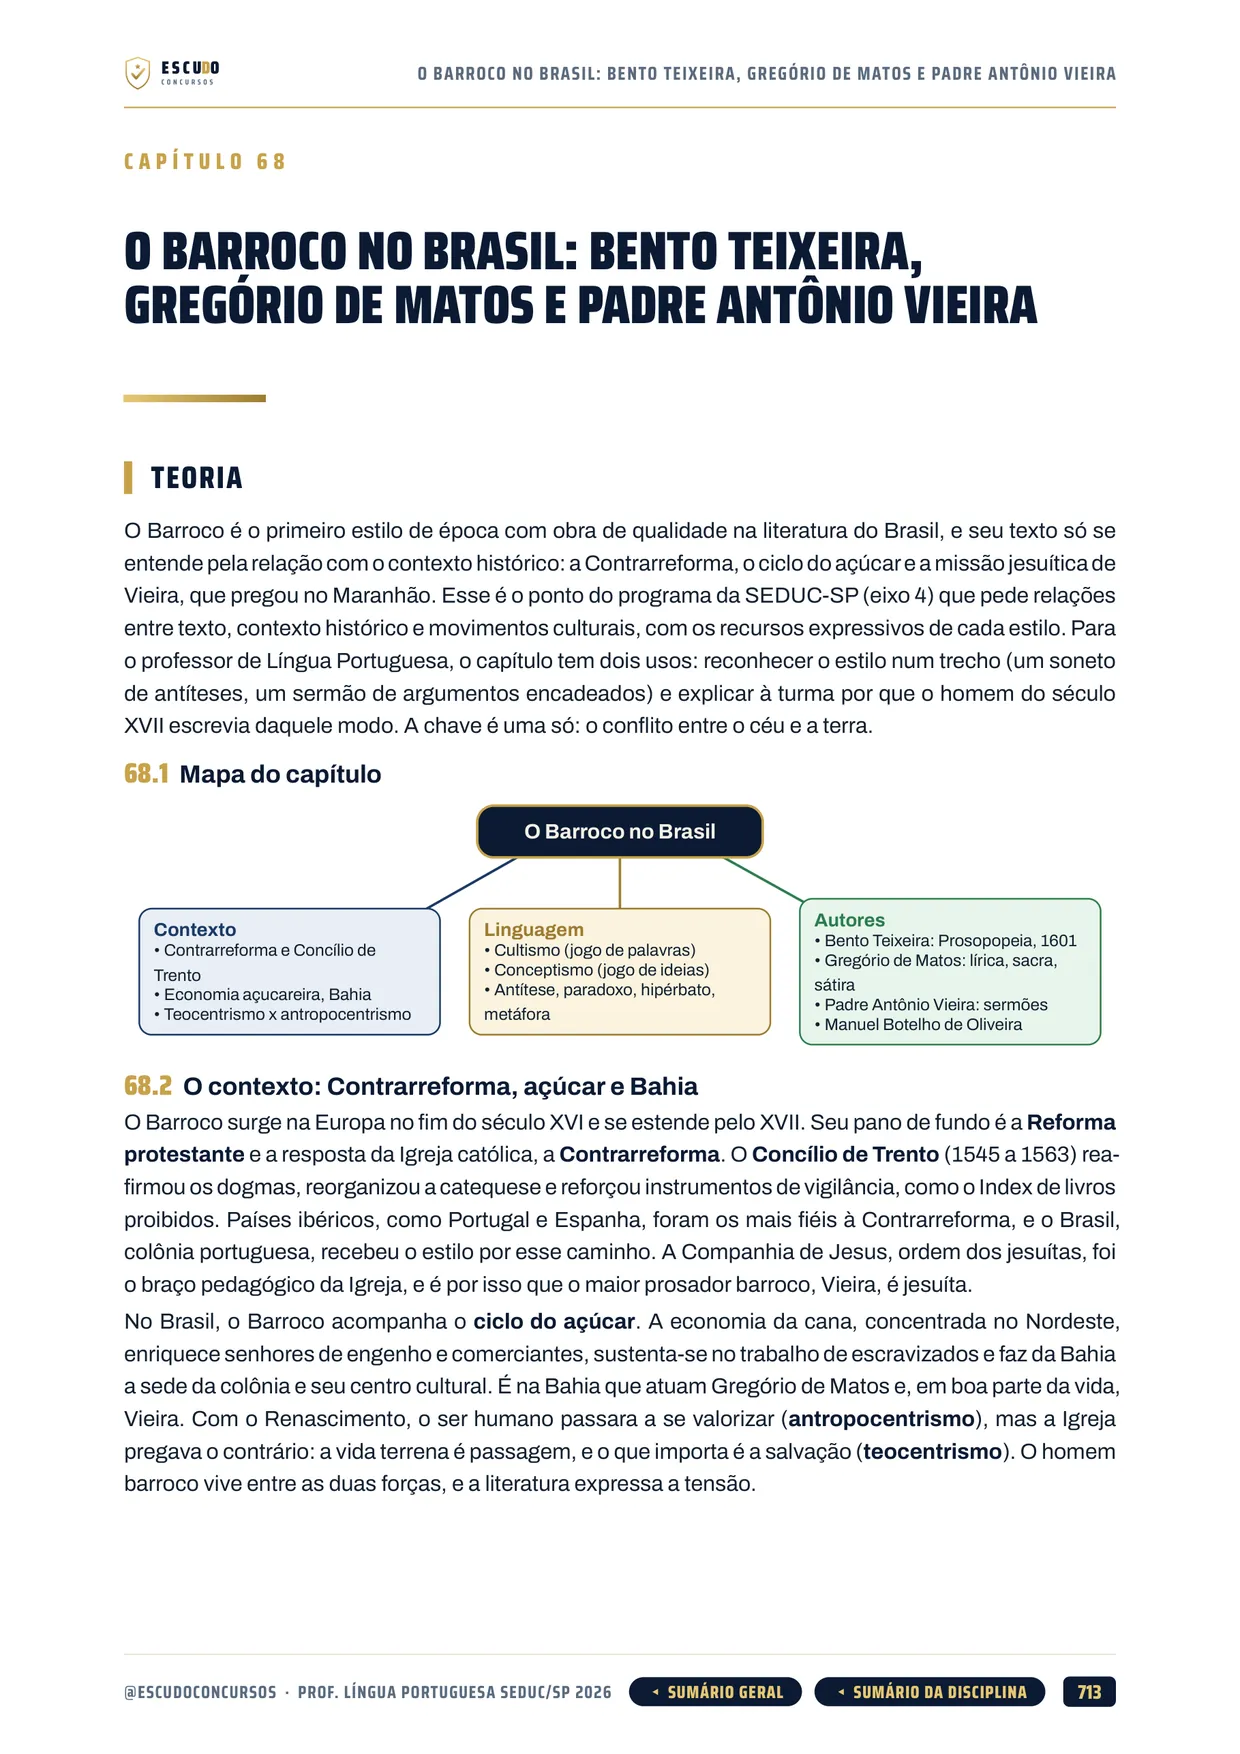 ESCUDO
CONCURSOS
O BARROCO NO BRASIL: BENTO TEIXEIRA, GREGÓRIO DE MATOS E PADRE ANTÔNIO VIEIRA
CAPÍTULO 68
O BARROCO NO BRASIL: BENTO TEIXEIRA,
GREGÓRIO DE MATOS E PADRE ANTÔNIO VIEIRA
TEORIA
O Barroco é o primeiro estilo de época com obra de qualidade na literatura do Brasil, e seu texto só se
entende pela relação com o contexto histórico: a Contrarreforma, o ciclo do açúcar e a missão jesuítica de
Vieira, que pregou no Maranhão. Esse é o ponto do programa da SEDUC-SP (eixo 4) que pede relações
entre texto, contexto histórico e movimentos culturais, com os recursos expressivos de cada estilo. Para
o professor de Língua Portuguesa, o capítulo tem dois usos: reconhecer o estilo num trecho (um soneto
de antíteses, um sermão de argumentos encadeados) e explicar à turma por que o homem do século
XVII escrevia daquele modo. A chave é uma só: o conflito entre o céu e a terra.
68.1 Mapa do capítulo
O Barroco no Brasil
Contexto
• Contrarreforma e Concílio de
Trento
• Economia açucareira, Bahia
• Teocentrismo x antropocentrismo
Linguagem
• Cultismo (jogo de palavras)
• Conceptismo (jogo de ideias)
• Antítese, paradoxo, hipérbato,
metáfora
Autores
• Bento Teixeira: Prosopopeia, 1601
• Gregório de Matos: lírica, sacra,
sátira
• Padre Antônio Vieira: sermões
• Manuel Botelho de Oliveira
68.2 O contexto: Contrarreforma, açúcar e Bahia
O Barroco surge na Europa no fim do século XVI e se estende pelo XVII. Seu pano de fundo é a Reforma
protestante e a resposta da Igreja católica, a Contrarreforma. O Concílio de Trento (1545 a 1563) rea-
firmou os dogmas, reorganizou a catequese e reforçou instrumentos de vigilância, como o Index de livros
proibidos. Países ibéricos, como Portugal e Espanha, foram os mais fiéis à Contrarreforma, e o Brasil,
colônia portuguesa, recebeu o estilo por esse caminho. A Companhia de Jesus, ordem dos jesuítas, foi
o braço pedagógico da Igreja, e é por isso que o maior prosador barroco, Vieira, é jesuíta.
No Brasil, o Barroco acompanha o ciclo do açúcar. A economia da cana, concentrada no Nordeste,
enriquece senhores de engenho e comerciantes, sustenta-se no trabalho de escravizados e faz da Bahia
a sede da colônia e seu centro cultural. É na Bahia que atuam Gregório de Matos e, em boa parte da vida,
Vieira. Com o Renascimento, o ser humano passara a se valorizar (antropocentrismo), mas a Igreja
pregava o contrário: a vida terrena é passagem, e o que importa é a salvação (teocentrismo). O homem
barroco vive entre as duas forças, e a literatura expressa a tensão.
@ESCUDOCONCURSOS · PROF. LÍNGUA PORTUGUESA SEDUC/SP 2026
SUMÁRIO GERAL
SUMÁRIO DA DISCIPLINA
713